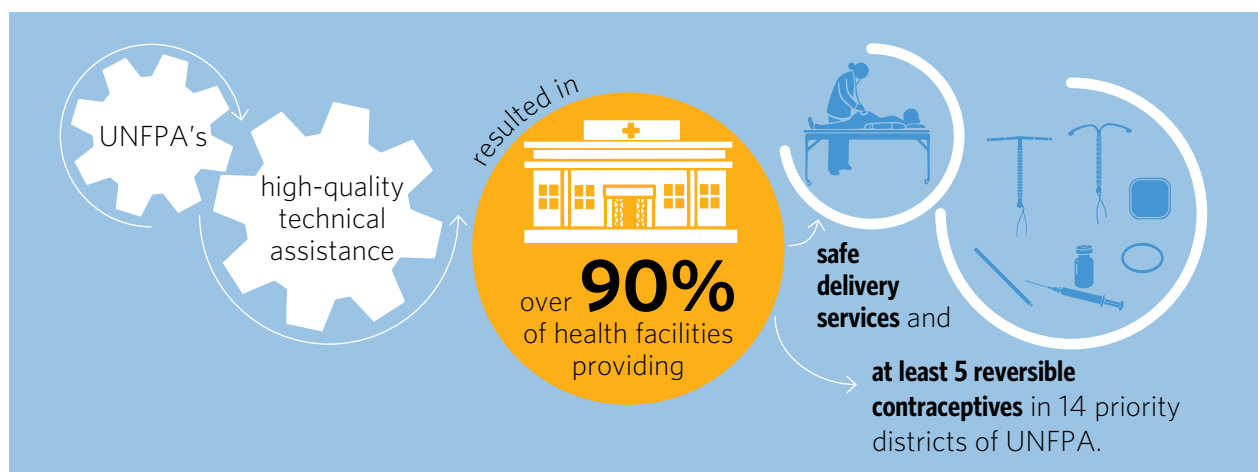 UNFPA's
high-quality
technical
assistance
resulted in
over 90%
of health facilities
providing
safe
delivery
services and
at least 5 reversible
contraceptives in 14 priority
districts of UNFPA.